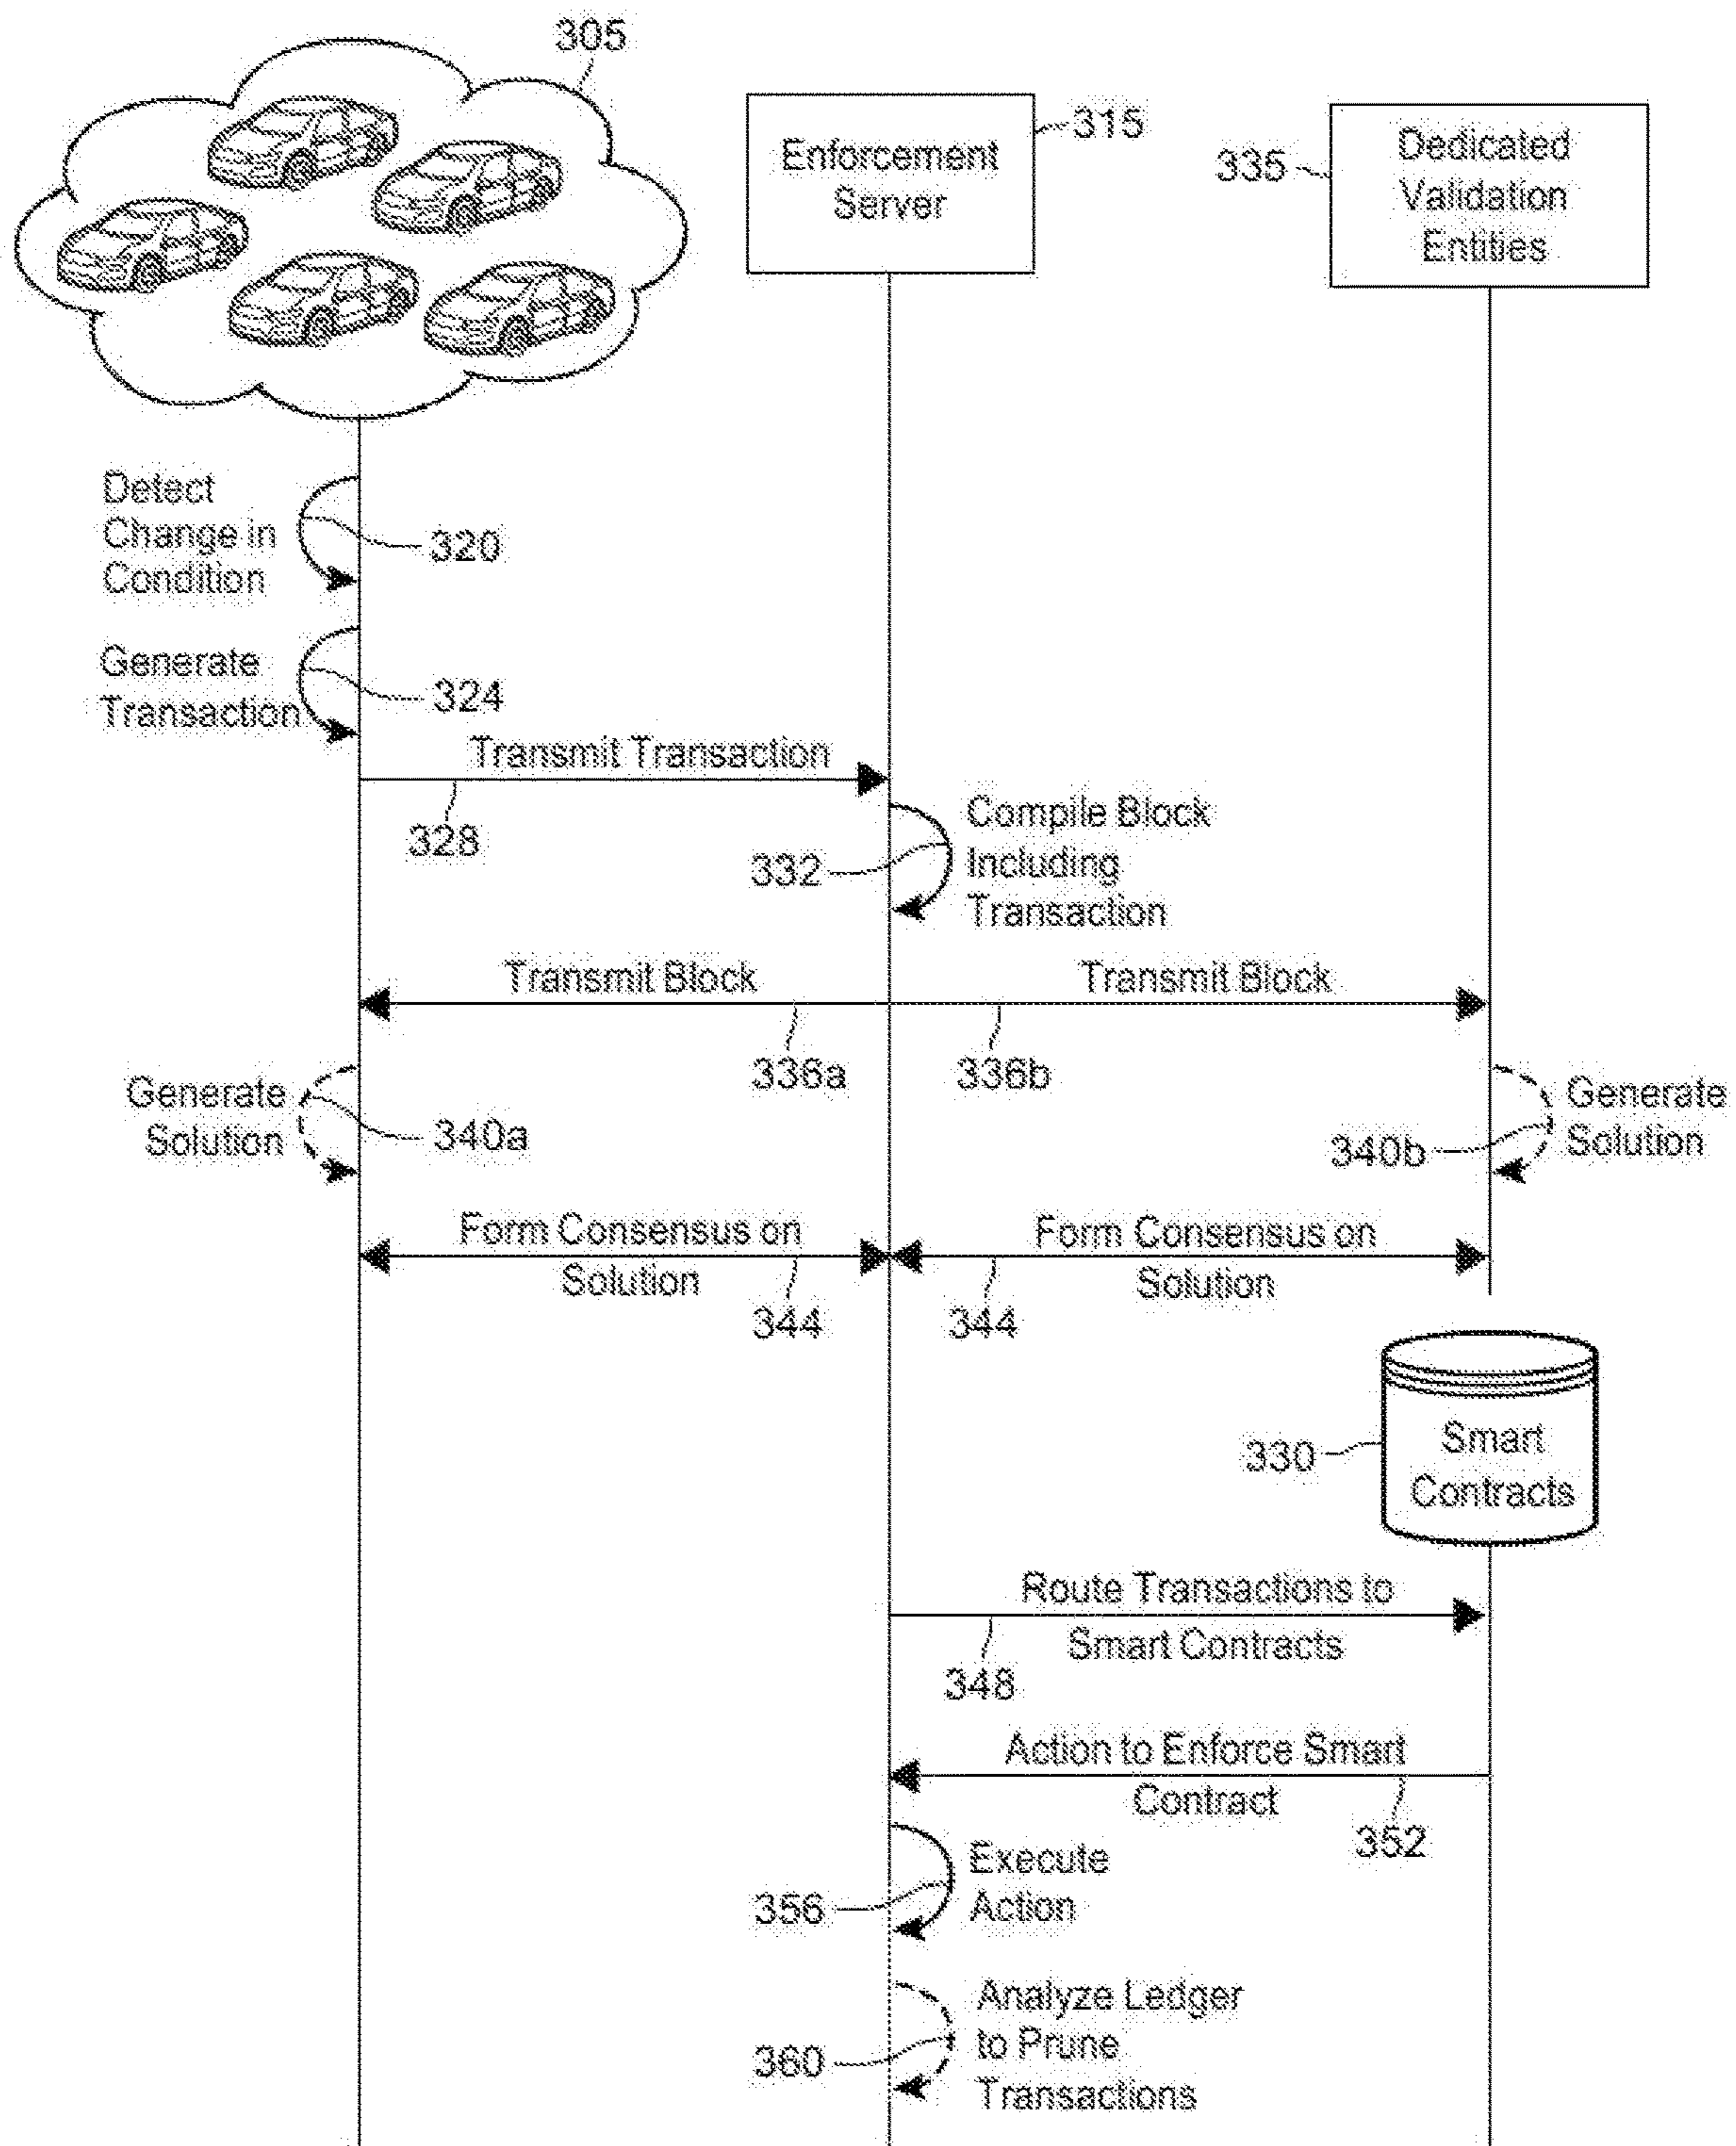 305
Enforcement
Server
315
335
Dedicated
Validation
Entities
Detect
Change in
Condition
320
Generate
Transaction
324
Transmit Transaction
328
332
Compile Block
Including
Transaction
Transmit Block
Transmit Block
336a
336b
Generate
Solution
340a
340b
Generate
Solution
Form Consensus on
Solution
Form Consensus on
Solution
344
344
330
Smart
Contracts
Route Transactions to
Smart Contracts
348
Action to Enforce Smart
Contract
352
356
Execute
Action
360
Analyze Ledger
to Prune
Transactions